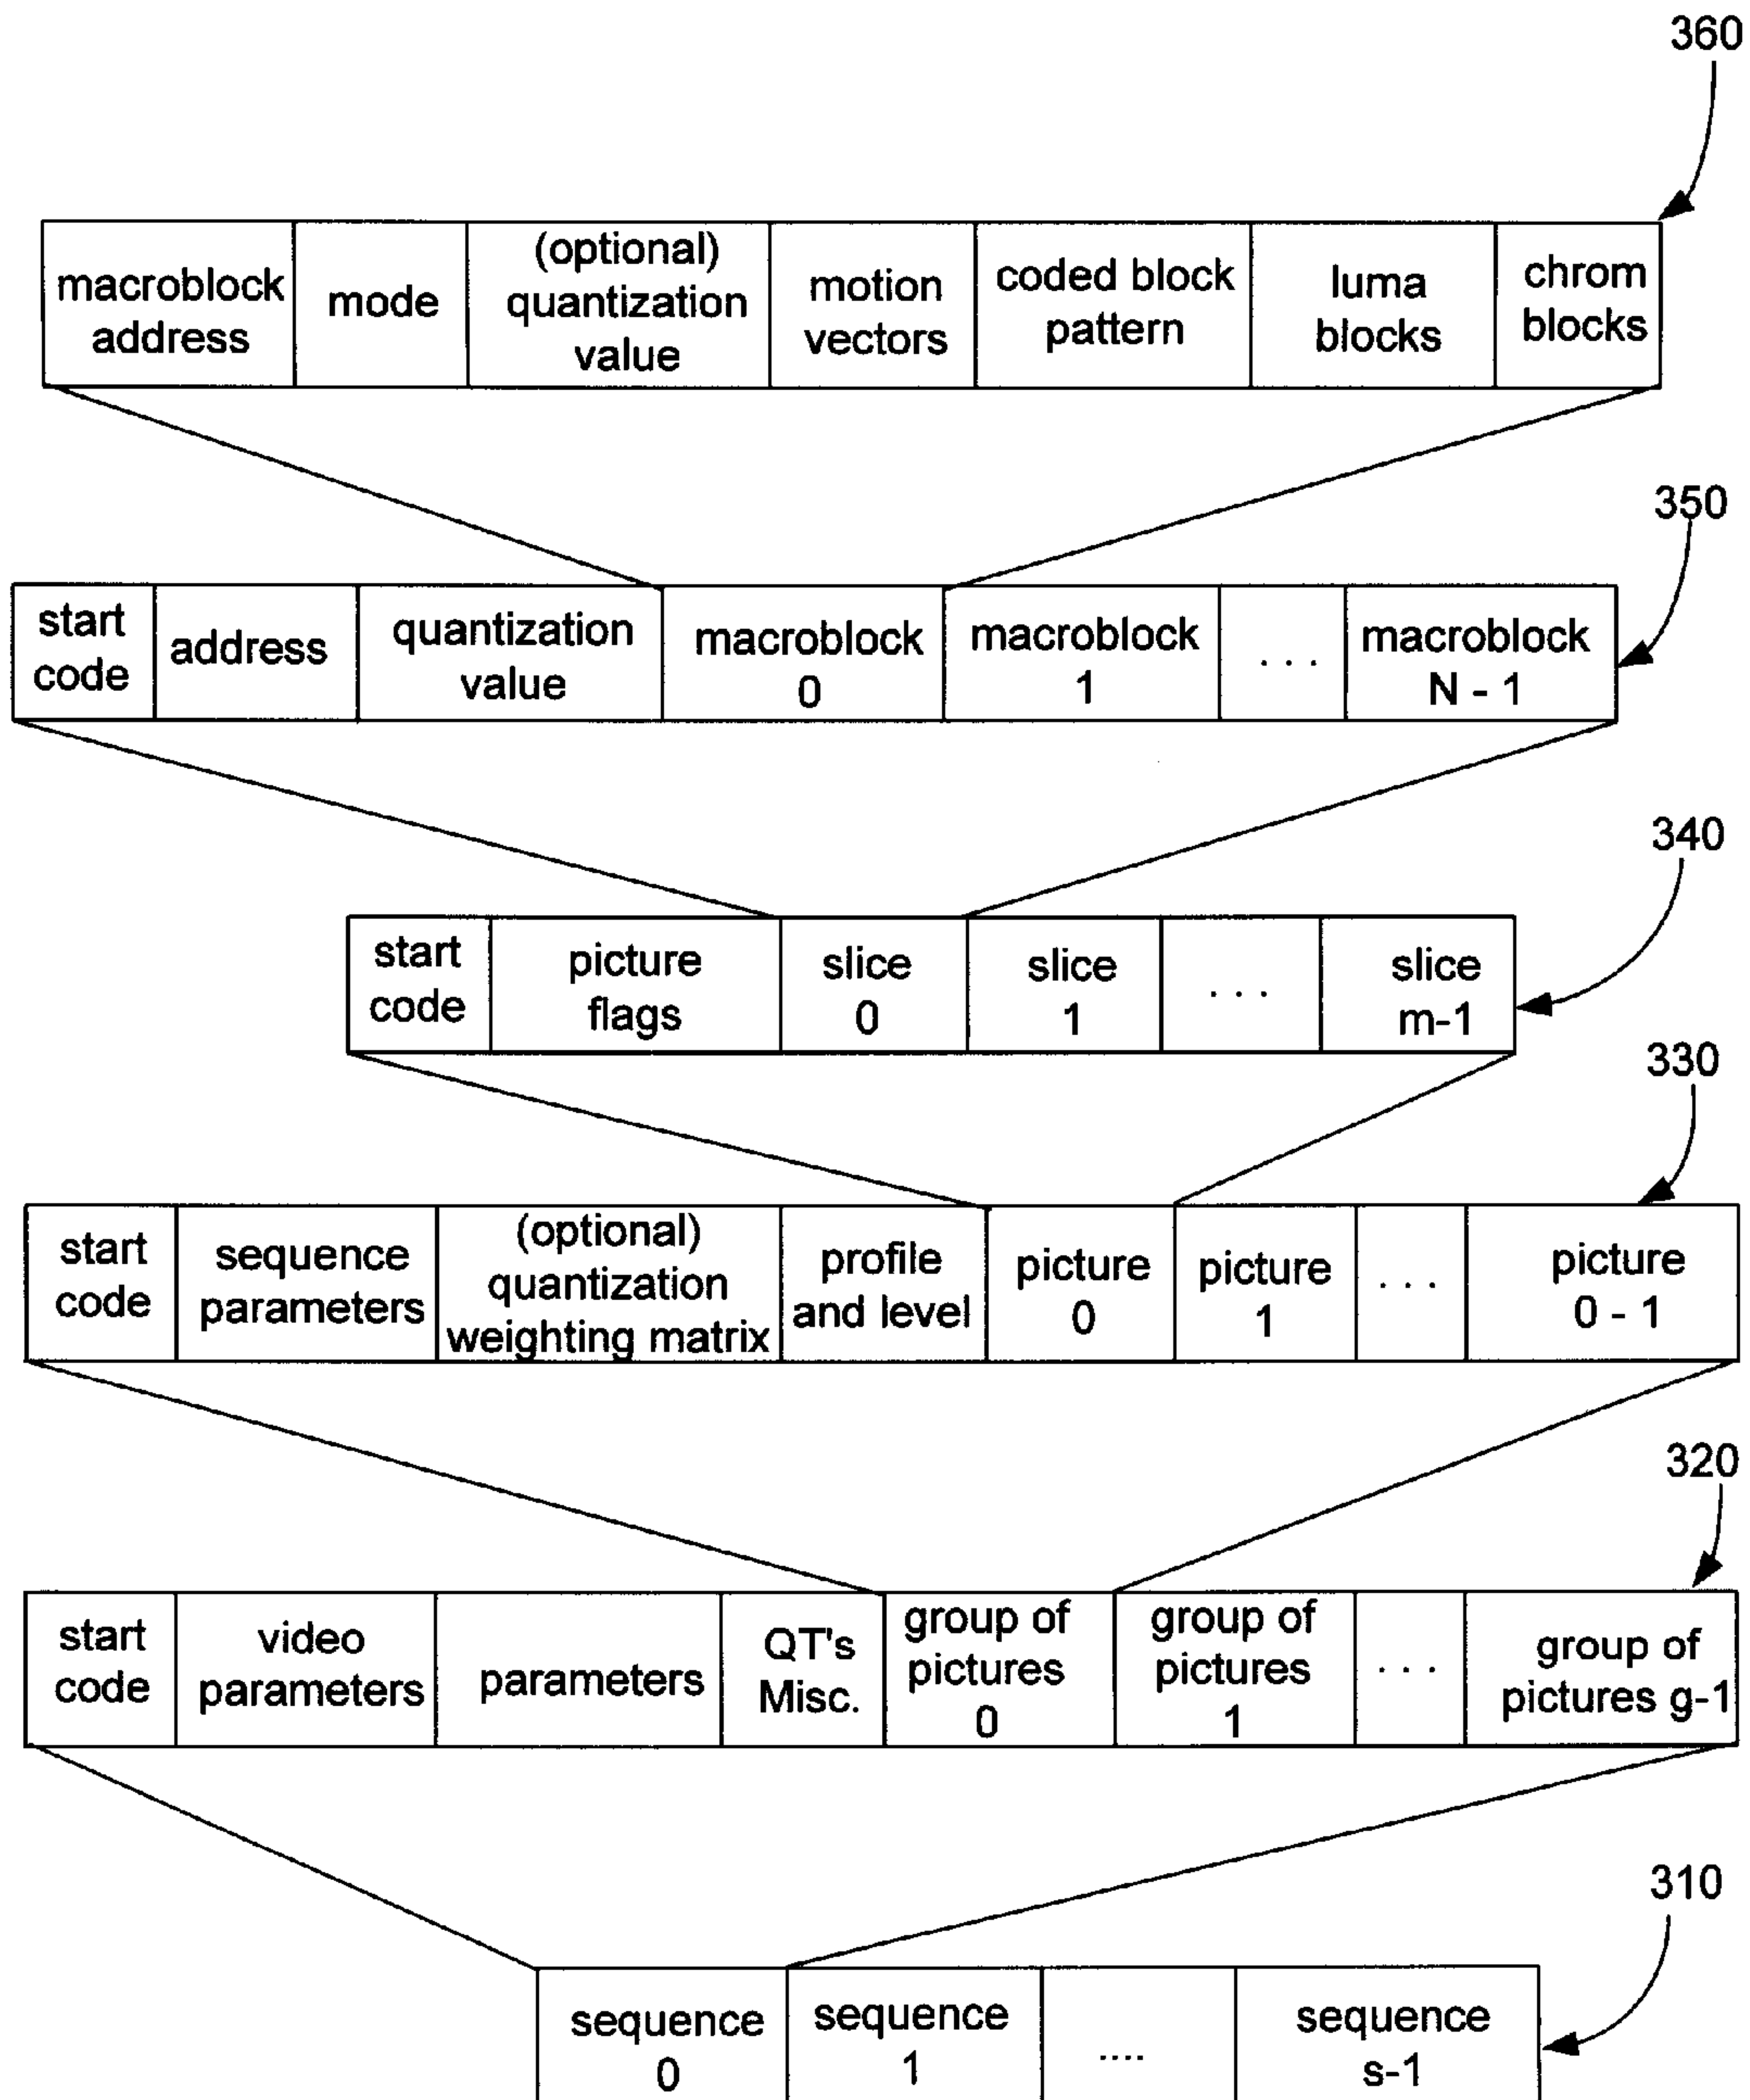 360
macroblock address
mode
(optional) quantization value
motion vectors
coded block pattern
luma blocks
chrom blocks
350
start code
address
quantization value
macroblock 0
macroblock 1
. . .
macroblock N - 1
340
start code
picture flags
slice 0
slice 1
. . .
slice m-1
330
start code
sequence parameters
(optional) quantization weighting matrix
profile and level
picture 0
picture 1
. . .
picture 0 - 1
320
start code
video parameters
parameters
QT's Misc.
group of pictures 0
group of pictures 1
. . .
group of pictures g-1
310
sequence 0
sequence 1
....
sequence s-1